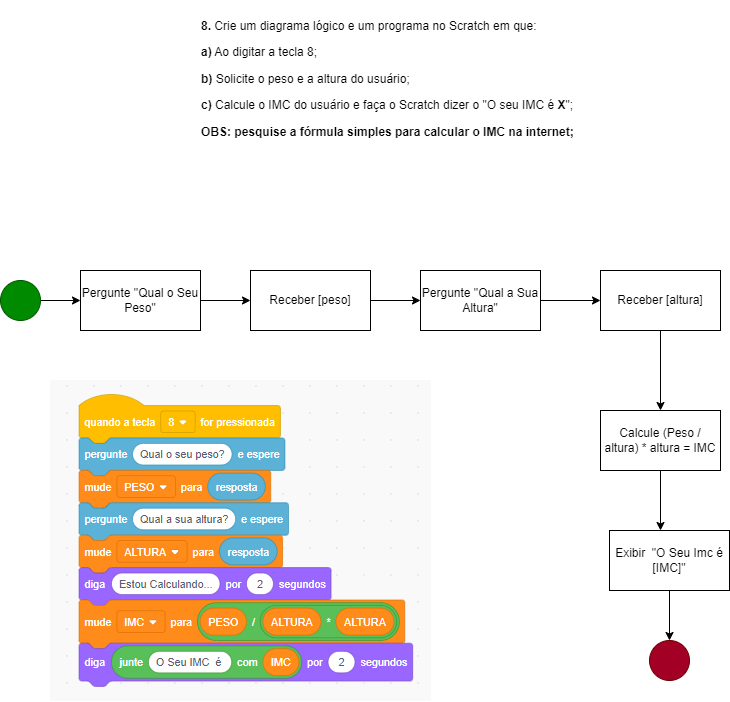 8. Crie um diagrama lógico e um programa no Scratch em que:
a) Ao digitar a tecla 8;
b) Solicite o peso e a altura do usuário;
c) Calcule o IMC do usuário e faça o Scratch dizer o "O seu IMC é X";
OBS: pesquise a fórmula simples para calcular o IMC na internet;
Pergunte "Qual o Seu
Peso"
Receber [peso]
Pergunte "Qual a Sua
Altura"
Receber [altura]
Calcule (Peso /
altura) * altura = IMC
Exibir "O Seu Imc é
[IMC]"
quando a tecla 8 for pressionada
pergunte Qual o seu peso? e espere
mude PESO para resposta
pergunte Qual a sua altura? e espere
mude ALTURA para resposta
diga Estou Calculando... por 2 segundos
mude IMC para PESO / ALTURA * ALTURA
diga junte O Seu IMC é com IMC por 2 segundos